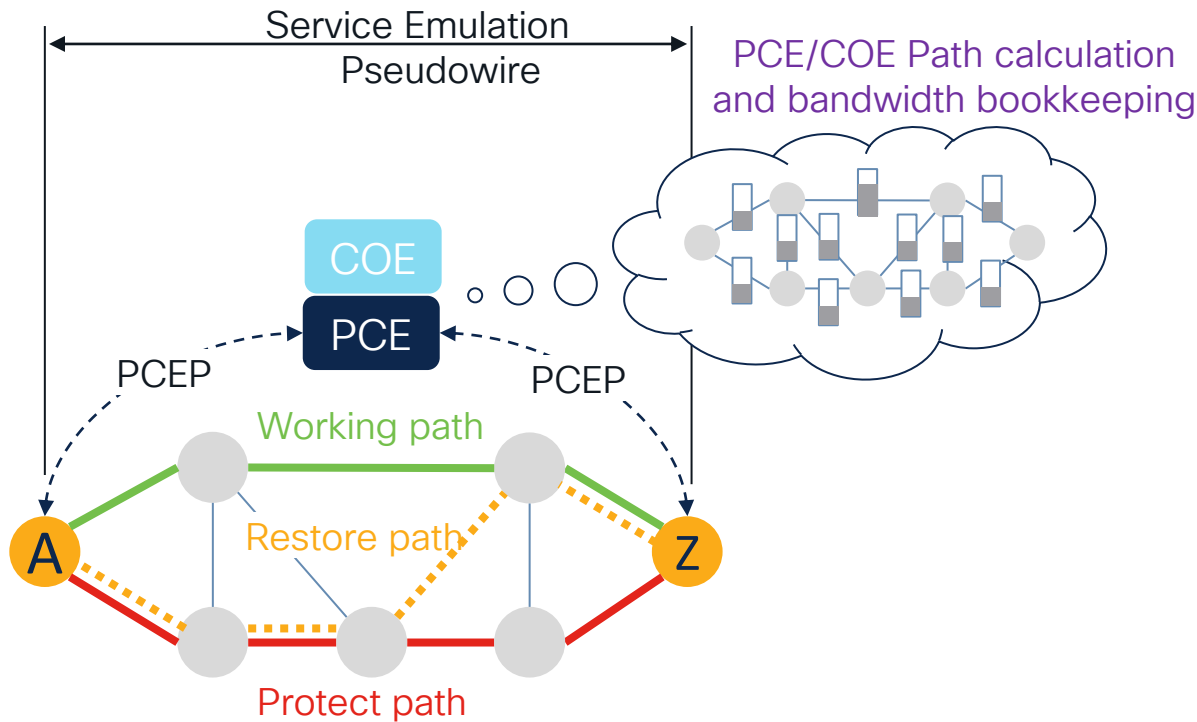 Service Emulation
Pseudowire
PCE/COE Path calculation
and bandwidth bookkeeping
COE
PCE
PCEP
PCEP
Working path
Restore path
A
Z
Protect path